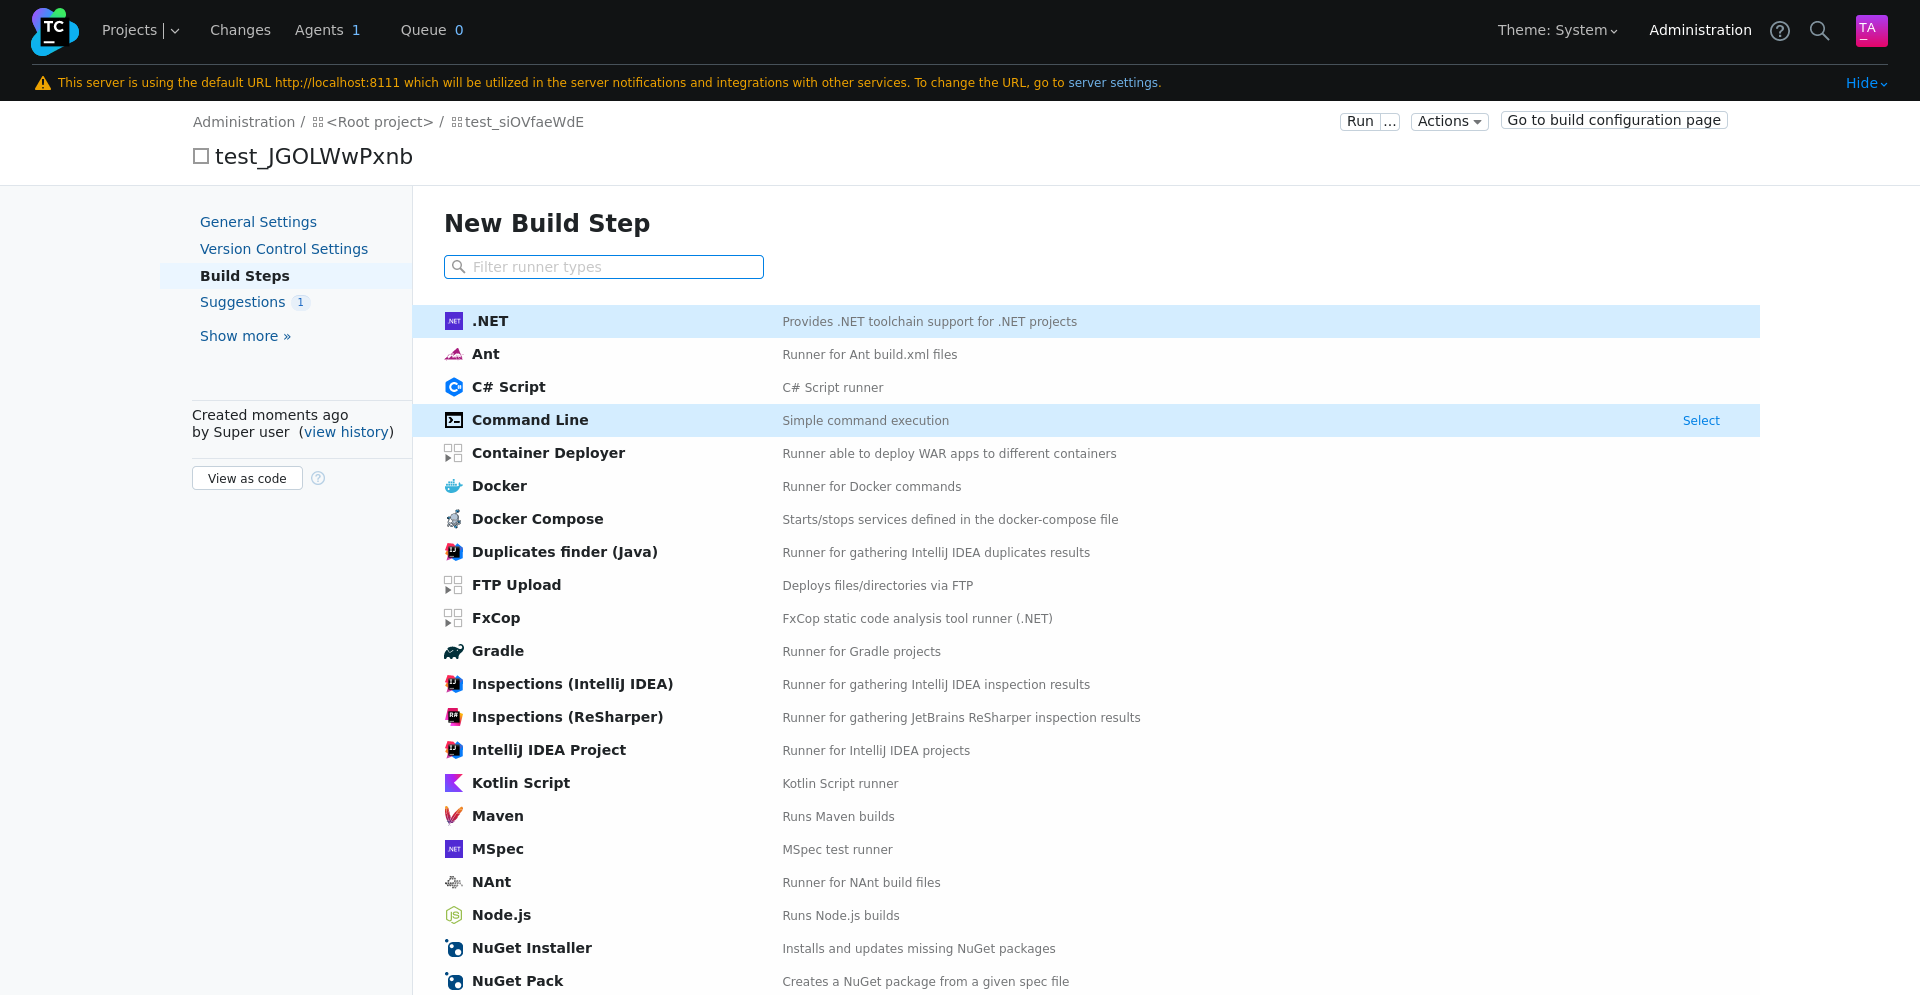 TC
Projects
Changes
Agents 1
Queue 0
Theme: System
Administration
TA
This server is using the default URL http://localhost:8111 which will be utilized in the server notifications and integrations with other services. To change the URL, go to server settings.
Hide
Administration / <Root project> / test_siOVfaeWdE
Run ...
Actions
Go to build configuration page
test_JGOLWwPxnb
General Settings
Version Control Settings
Build Steps
Suggestions 1
Show more »
Created moments ago
by Super user (view history)
View as code
New Build Step
Filter runner types
.NET Provides .NET toolchain support for .NET projects
Ant Runner for Ant build.xml files
C# Script C# Script runner
Command Line Simple command execution Select
Container Deployer Runner able to deploy WAR apps to different containers
Docker Runner for Docker commands
Docker Compose Starts/stops services defined in the docker-compose file
Duplicates finder (Java) Runner for gathering IntelliJ IDEA duplicates results
FTP Upload Deploys files/directories via FTP
FxCop FxCop static code analysis tool runner (.NET)
Gradle Runner for Gradle projects
Inspections (IntelliJ IDEA) Runner for gathering IntelliJ IDEA inspection results
Inspections (ReSharper) Runner for gathering JetBrains ReSharper inspection results
IntelliJ IDEA Project Runner for IntelliJ IDEA projects
Kotlin Script Kotlin Script runner
Maven Runs Maven builds
MSpec MSpec test runner
NAnt Runner for NAnt build files
Node.js Runs Node.js builds
NuGet Installer Installs and updates missing NuGet packages
NuGet Pack Creates a NuGet package from a given spec file